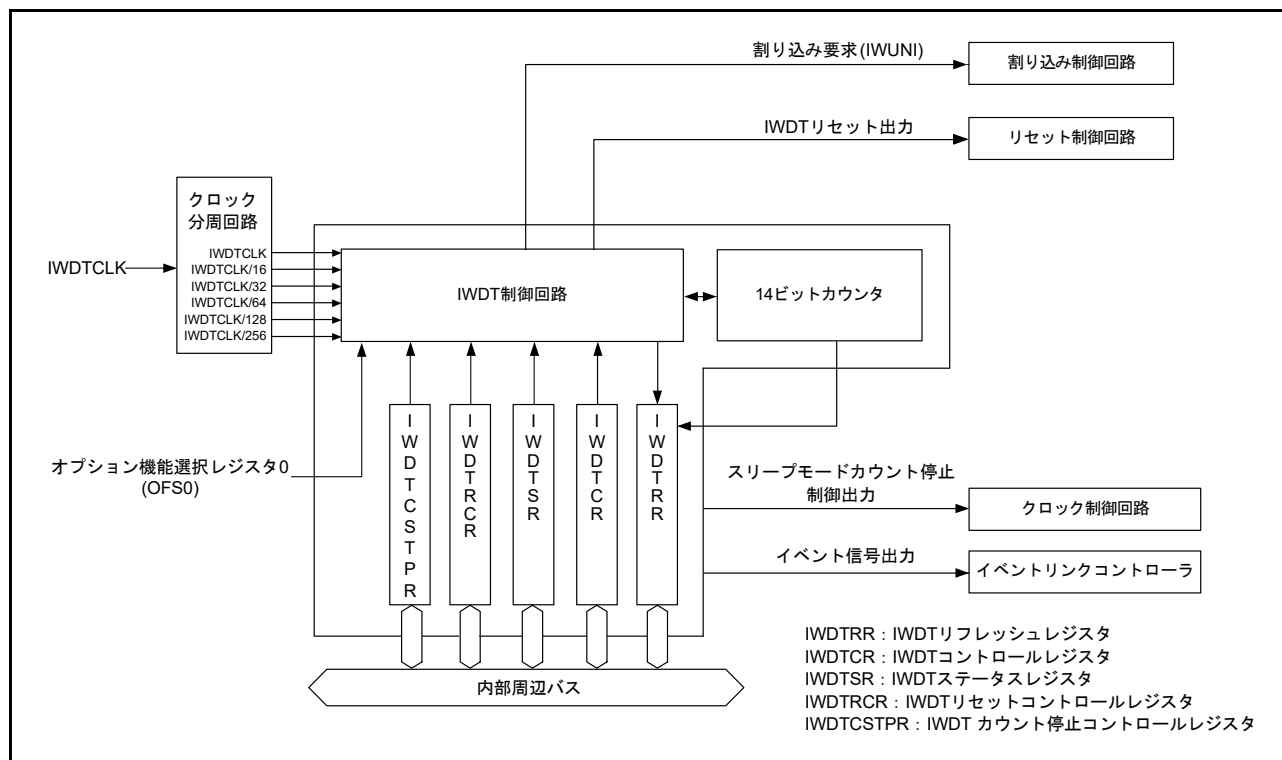 割り込み要求(IWUNI)
割り込み制御回路
IWDTリセット出力
リセット制御回路
クロック
分周回路
IWDTCLK
IWDTCLK
IWDTCLK/16
IWDTCLK/32
IWDTCLK/64
IWDTCLK/128
IWDTCLK/256
IWDT制御回路
14ビットカウンタ
オプション機能選択レジスタ0
(OFS0)
IWDTCSTPR
IWDTRCR
IWDTSR
IWDTCR
IWDTRR
スリープモードカウント停止
制御出力
クロック制御回路
イベント信号出力
イベントリンクコントローラ
内部周辺バス
IWDTRR：IWDTリフレッシュレジスタ
IWDTCR：IWDTコントロールレジスタ
IWDTSR：IWDTステータスレジスタ
IWDTRCR：IWDTリセットコントロールレジスタ
IWDTCSTPR：IWDT カウント停止コントロールレジスタ